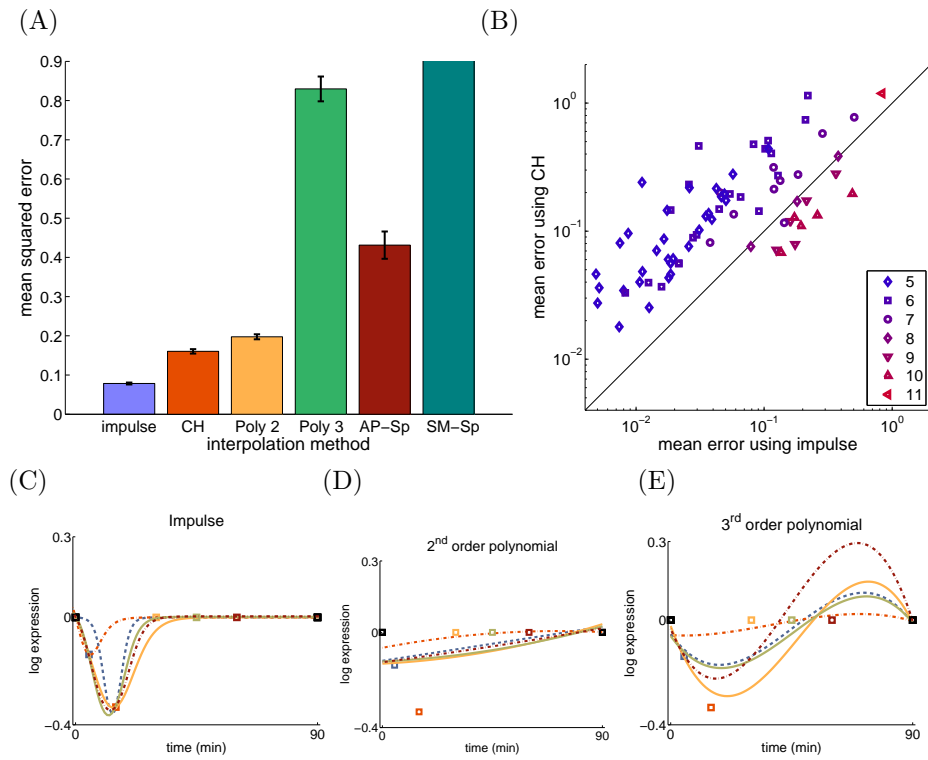 (A)
(B)
0.9
0.8
0.7
0.6
0.5
0.4
0.3
0.2
0.1
0
mean squared error
impulse CH Poly 2 Poly 3 AP−Sp SM−Sp
interpolation method
10^0
10^−1
10^−2
mean error using CH
10^−2 10^−1 10^0
mean error using impulse
5
6
7
8
9
10
11
(C)
(D)
(E)
Impulse
0.3
0
−0.4
log expression
0 90
time (min)
2nd order polynomial
0.3
0
−0.4
log expression
0 90
time (min)
3rd order polynomial
0.3
0
−0.4
log expression
0 90
time (min)